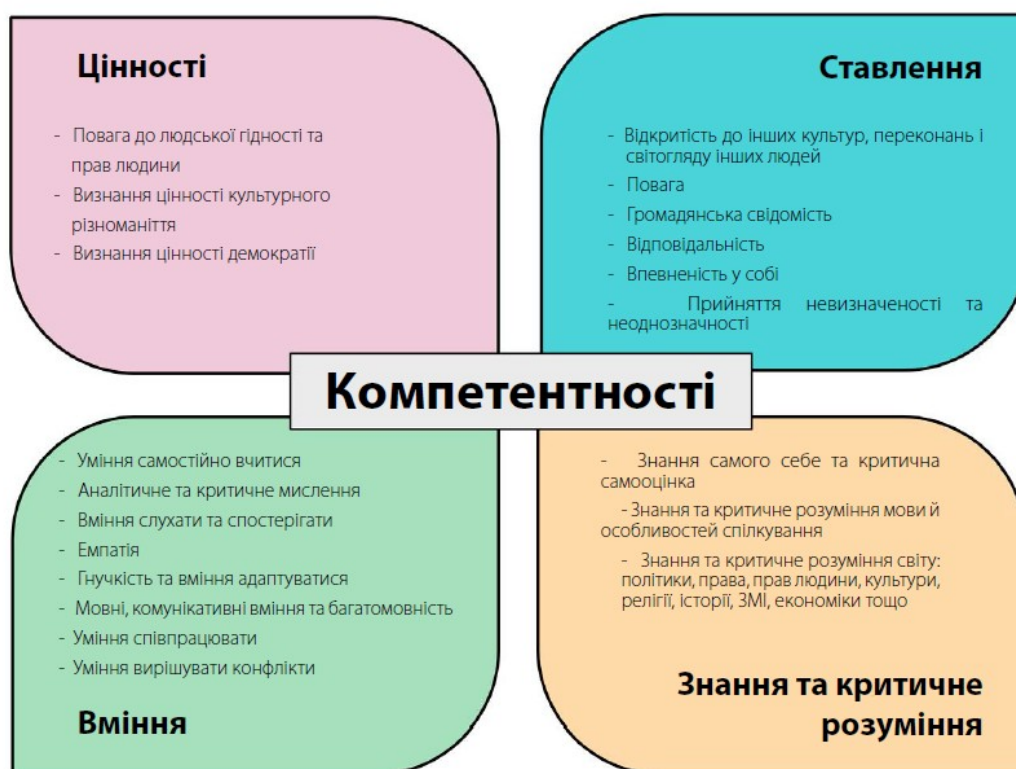 Цінності
- Повага до людської гідності та
прав людини
- Визнання цінності культурного
різноманіття
- Визнання цінності демократії
Ставлення
- Відкритість до інших культур, переконань і
світогляду інших людей
- Повага
- Громадянська свідомість
- Відповідальність
- Впевненість у собі
- Прийняття невизначеності та
неоднозначності
Компетентності
- Уміння самостійно вчитися
- Аналітичне та критичне мислення
- Вміння слухати та спостерігати
- Емпатія
- Гнучкість та вміння адаптуватися
- Мовні, комунікативні вміння та багатомовність
- Уміння співпрацювати
- Уміння вирішувати конфлікти
Вміння
- Знання самого себе та критична
самооцінка
- Знання та критичне розуміння мови й
особливостей спілкування
- Знання та критичне розуміння світу:
політики, права, прав людини, культури,
релігії, історії, ЗМІ, економіки тощо
Знання та критичне
розуміння